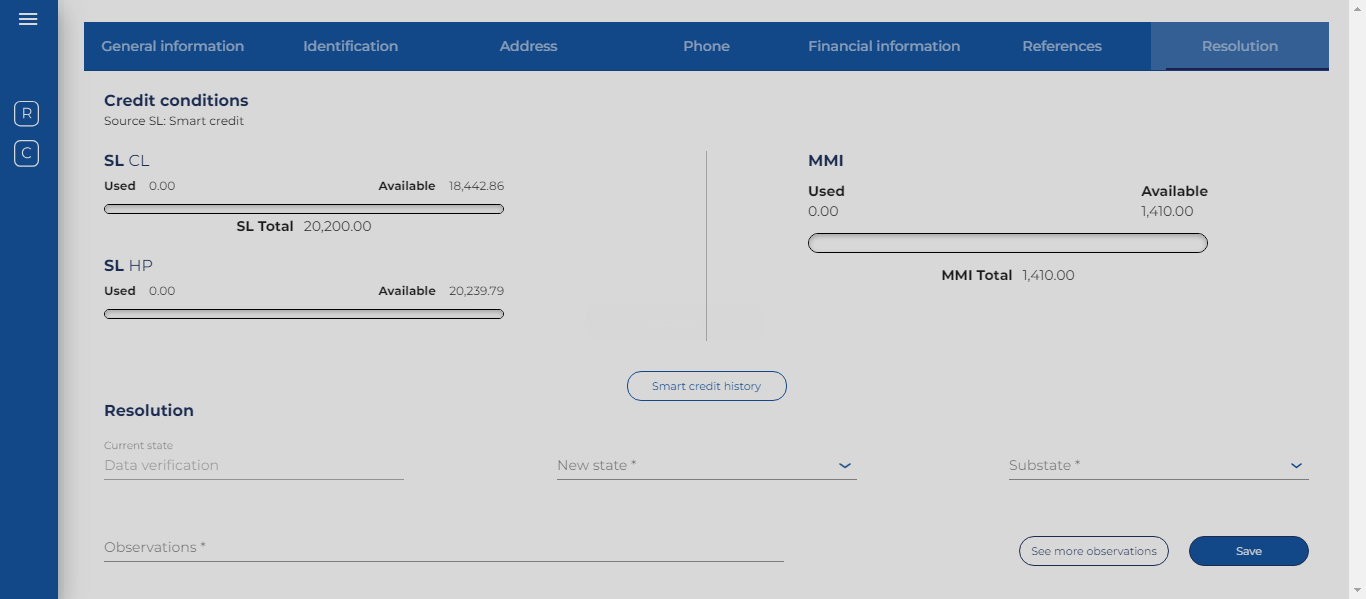 General information Identification Address Phone Financial information References Resolution
R
C
Credit conditions
Source SL: Smart credit
SL CL
Used 0.00 Available 18,442.86
SL Total 20,200.00
SL HP
Used 0.00 Available 20,239.79
MMI
Used Available
0.00 1,410.00
MMI Total 1,410.00
Smart credit history
Resolution
Current state
Data verification New state * Substate *
Observations * See more observations Save